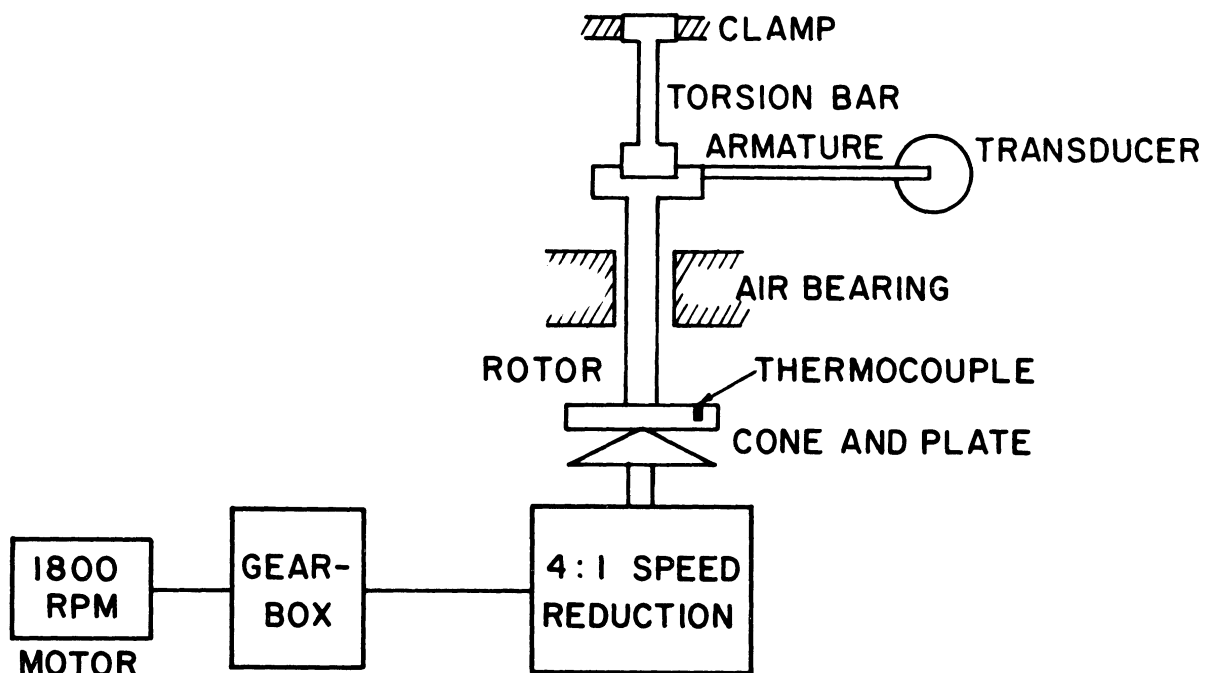 CLAMP
TORSION BAR
ARMATURE
TRANSDUCER
AIR BEARING
ROTOR
THERMOCOUPLE
CONE AND PLATE
1800
RPM
MOTOR
GEAR-
BOX
4:1 SPEED
REDUCTION